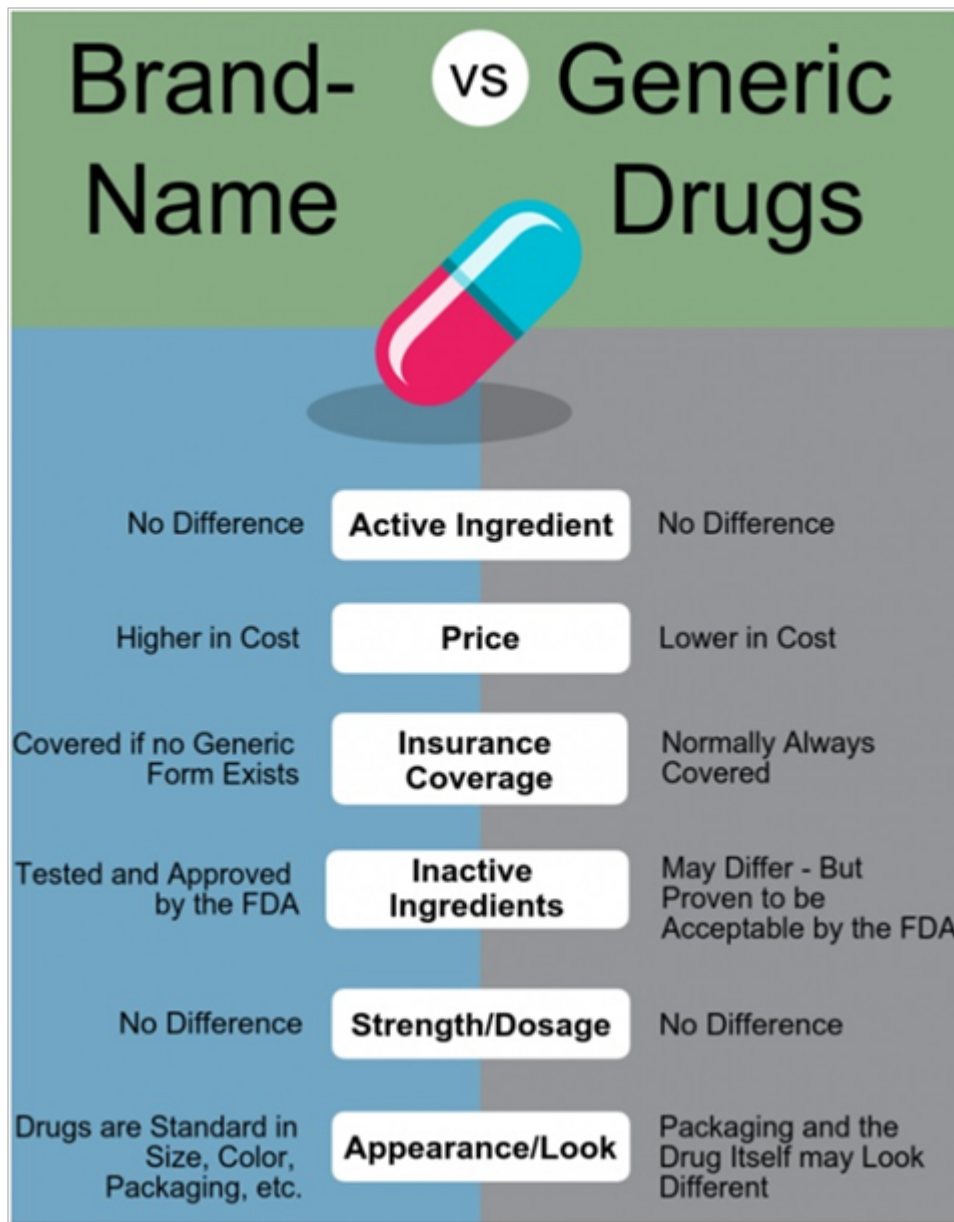 Brand-
Name
vs
Generic
Drugs
No Difference
Active Ingredient
No Difference
Higher in Cost
Price
Lower in Cost
Covered if no Generic
Form Exists
Insurance
Coverage
Normally Always
Covered
Tested and Approved
by the FDA
Inactive
Ingredients
May Differ - But
Proven to be
Acceptable by the FDA
No Difference
Strength/Dosage
No Difference
Drugs are Standard in
Size, Color,
Packaging, etc.
Appearance/Look
Packaging and the
Drug Itself may Look
Different